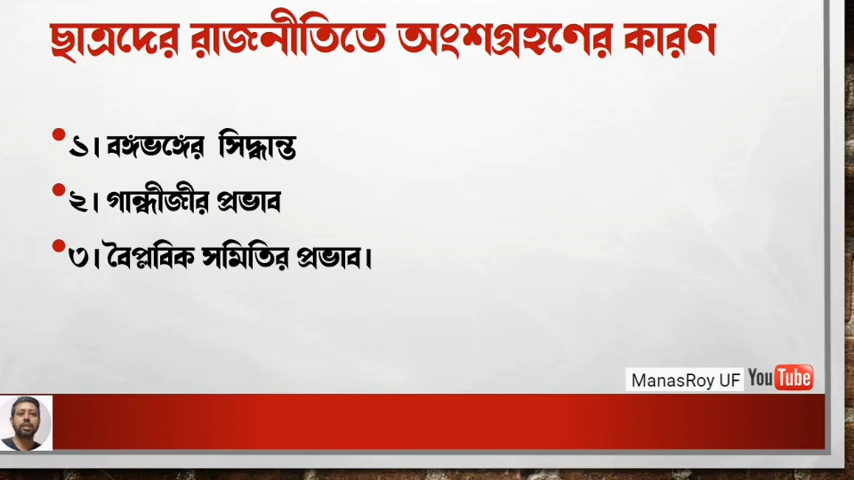 ছাত্রদের রাজনীতিতে অংশগ্রহণের কারণ
১। বঙ্গভঙ্গের সিদ্ধান্ত
২। গান্ধীজীর প্রভাব
৩। বৈপ্লবিক সমিতির প্রভাব।
ManasRoy UF YouTube